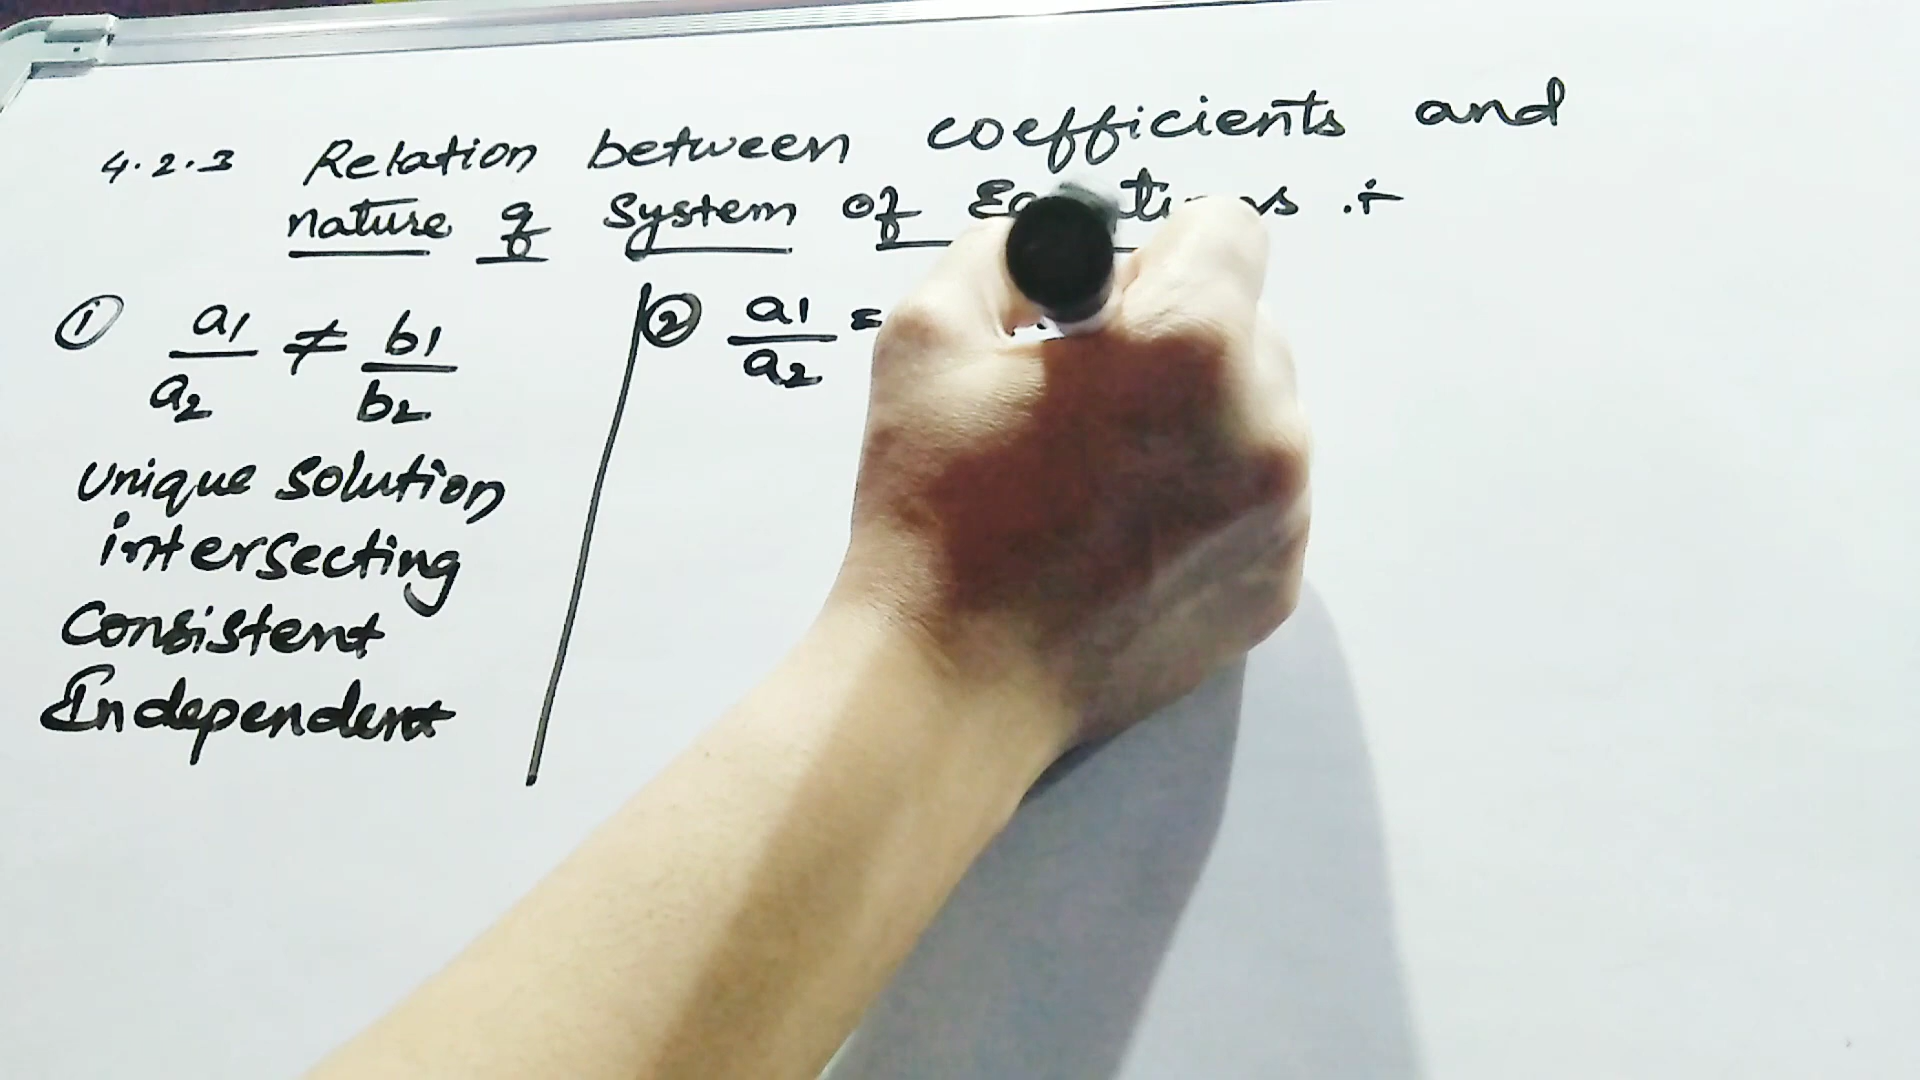 4.2.3 Relation between coefficients and
nature of system of :-
① a1/a2 ≠ b1/b2
unique solution
intersecting
Consistent
Independent
② a1/a2 =